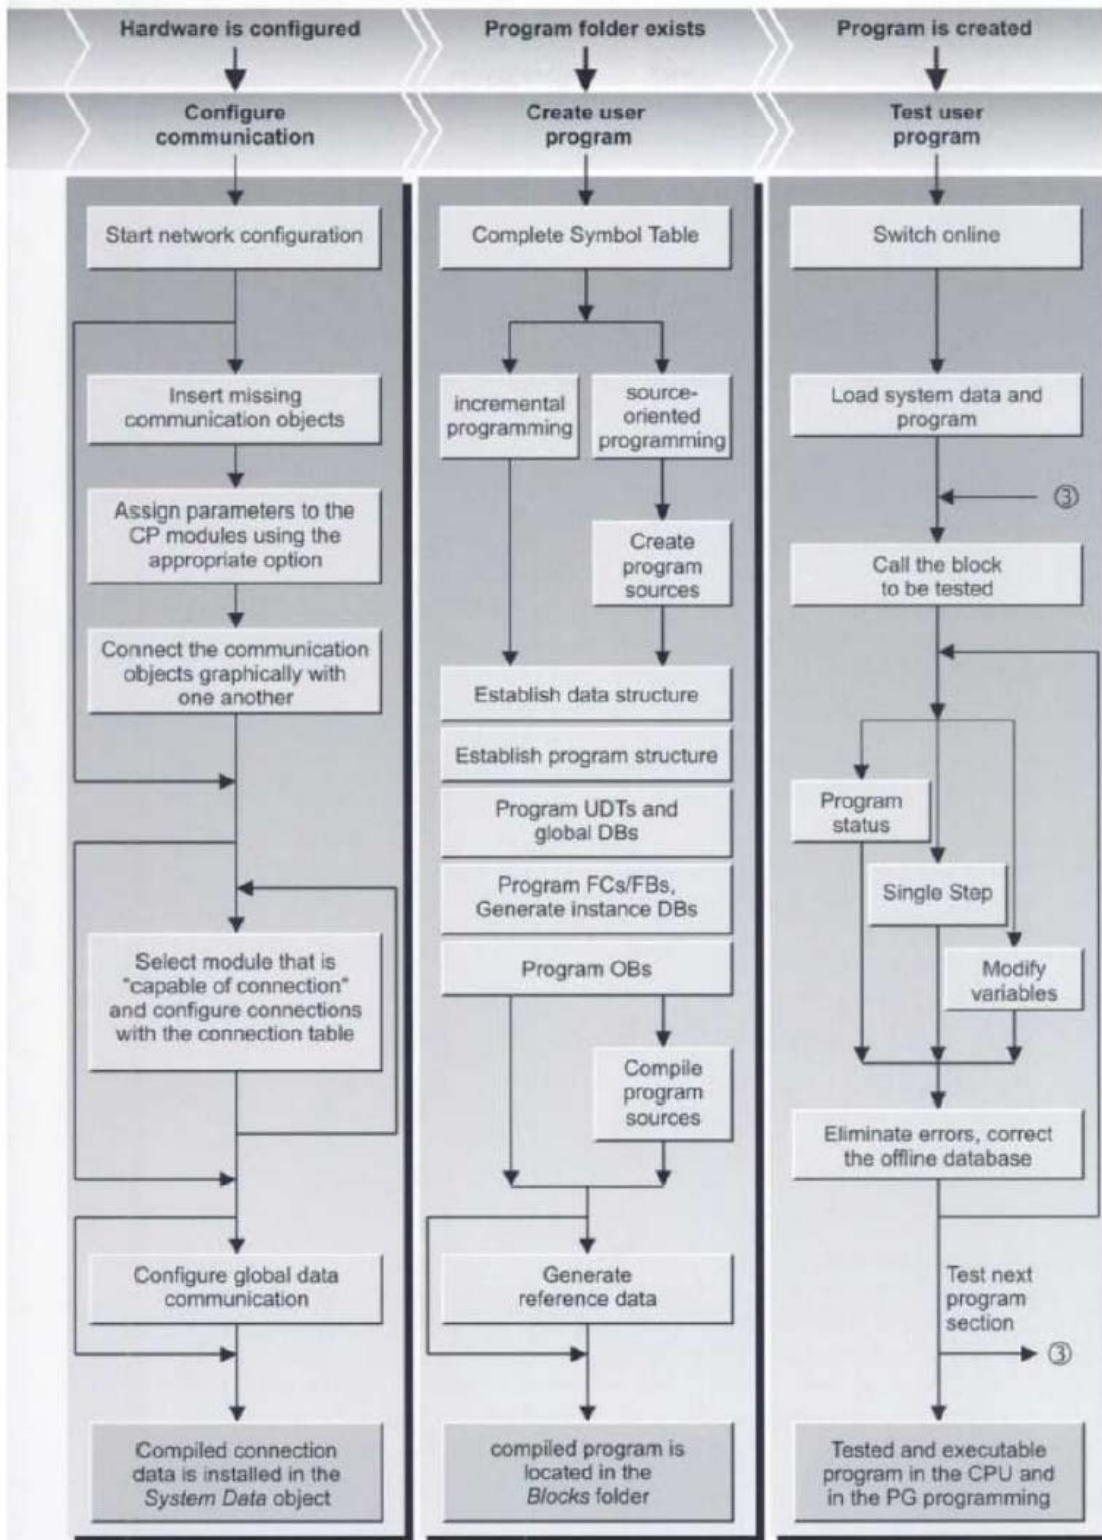 Hardware is configured
Program folder exists
Program is created
Configure
communication
Create user
program
Test user
program
Start network configuration
Insert missing
communication objects
Assign parameters to the
CP modules using the
appropriate option
Connect the communication
objects graphically with
one another
Select module that is
"capable of connection"
and configure connections
with the connection table
Configure global data
communication
Compiled connection
data is installed in the
System Data object
Complete Symbol Table
incremental
programming
source-
oriented
programming
Create
program
sources
Establish data structure
Establish program structure
Program UDTs and
global DBs
Program FCs/FBs,
Generate instance DBs
Program OBs
Compile
program
sources
Generate
reference data
compiled program is
located in the
Blocks folder
Switch online
Load system data and
program
③
Call the block
to be tested
Program
status
Single Step
Modify
variables
Eliminate errors, correct
the offline database
Test next
program
section
③
Tested and executable
program in the CPU and
in the PG programming